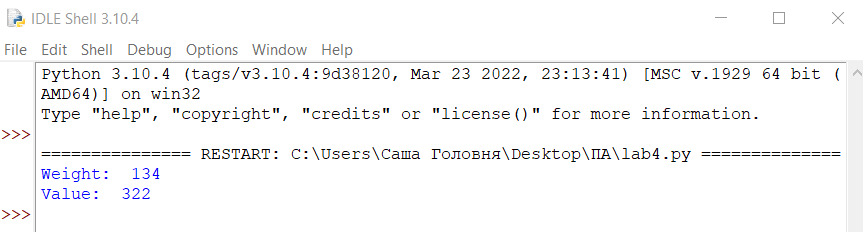 IDLE Shell 3.10.4
File Edit Shell Debug Options Window Help
Python 3.10.4 (tags/v3.10.4:9d38120, Mar 23 2022, 23:13:41) [MSC v.1929 64 bit (
AMD64)] on win32
Type "help", "copyright", "credits" or "license()" for more information.
>>>
=============== RESTART: C:\Users\Саша Головня\Desktop\ПА\lab4.py ==============
Weight:  134
Value:  322
>>>